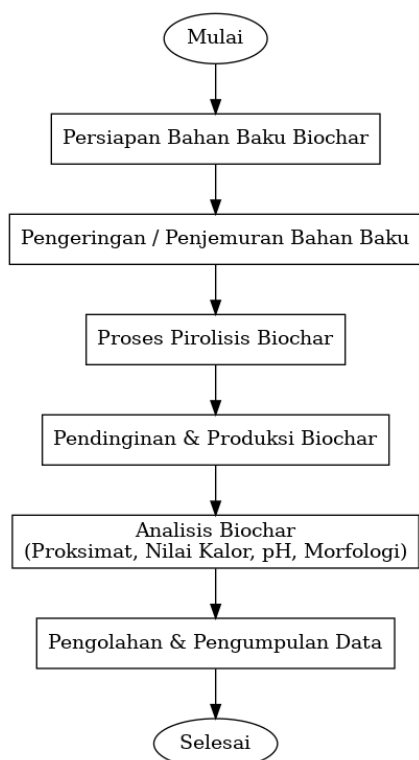 Mulai
Persiapan Bahan Baku Biochar
Pengeringan / Penjemuran Bahan Baku
Proses Pirolisis Biochar
Pendinginan & Produksi Biochar
Analisis Biochar
(Proksimat, Nilai Kalor, pH, Morfologi)
Pengolahan & Pengumpulan Data
Selesai